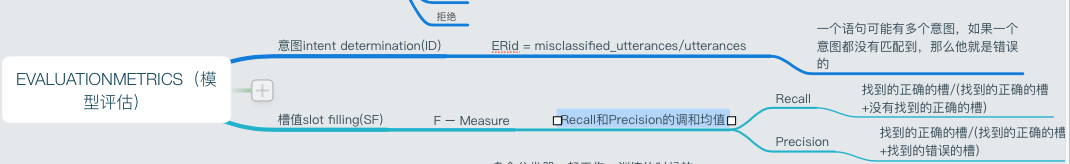 拒绝
一个语句可能有多个意图，如果一个
意图都没有匹配到，那么他就是错误
的
意图intent determination(ID)
ERid = misclassified_utterances/utterances
EVALUATIONMETRICS（模
型评估）
槽值slot filling(SF)
F － Measure
Recall和Precision的调和均值
Recall
找到的正确的槽/(找到的正确的槽
+没有找到的正确的槽)
Precision
找到的正确的槽/(找到的正确的槽
+找到的错误的槽)